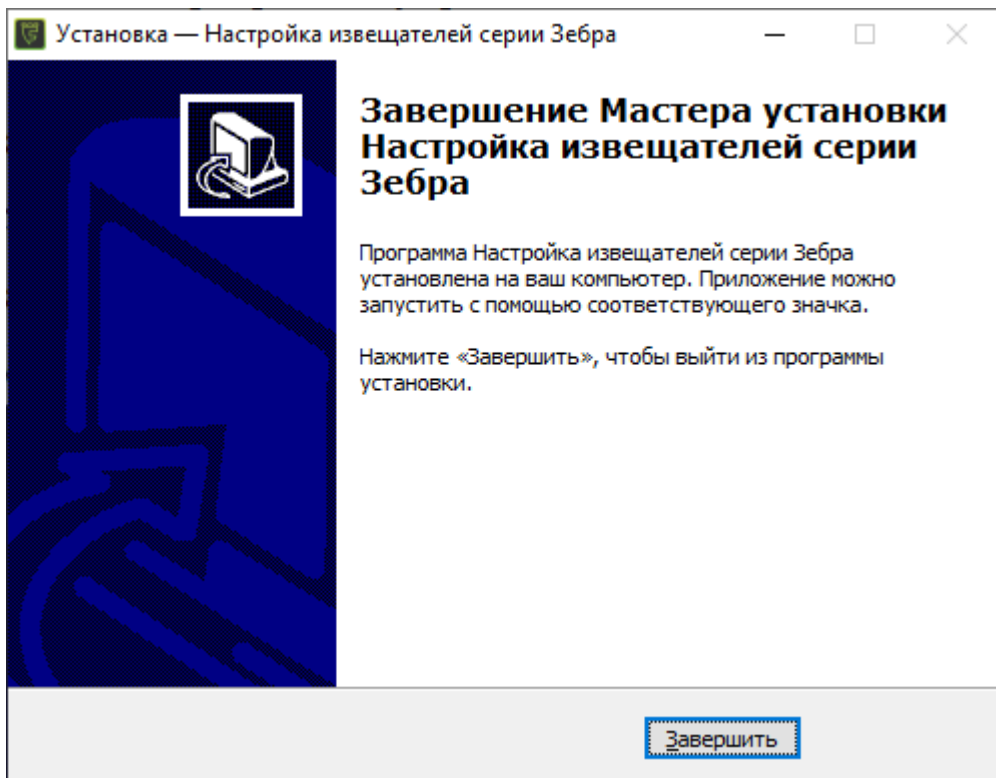 Установка — Настройка извещателей серии Зебра
Завершение Мастера установки
Настройка извещателей серии
Зебра
Программа Настройка извещателей серии Зебра
установлена на ваш компьютер. Приложение можно
запустить с помощью соответствующего значка.
Нажмите «Завершить», чтобы выйти из программы
установки.
Завершить